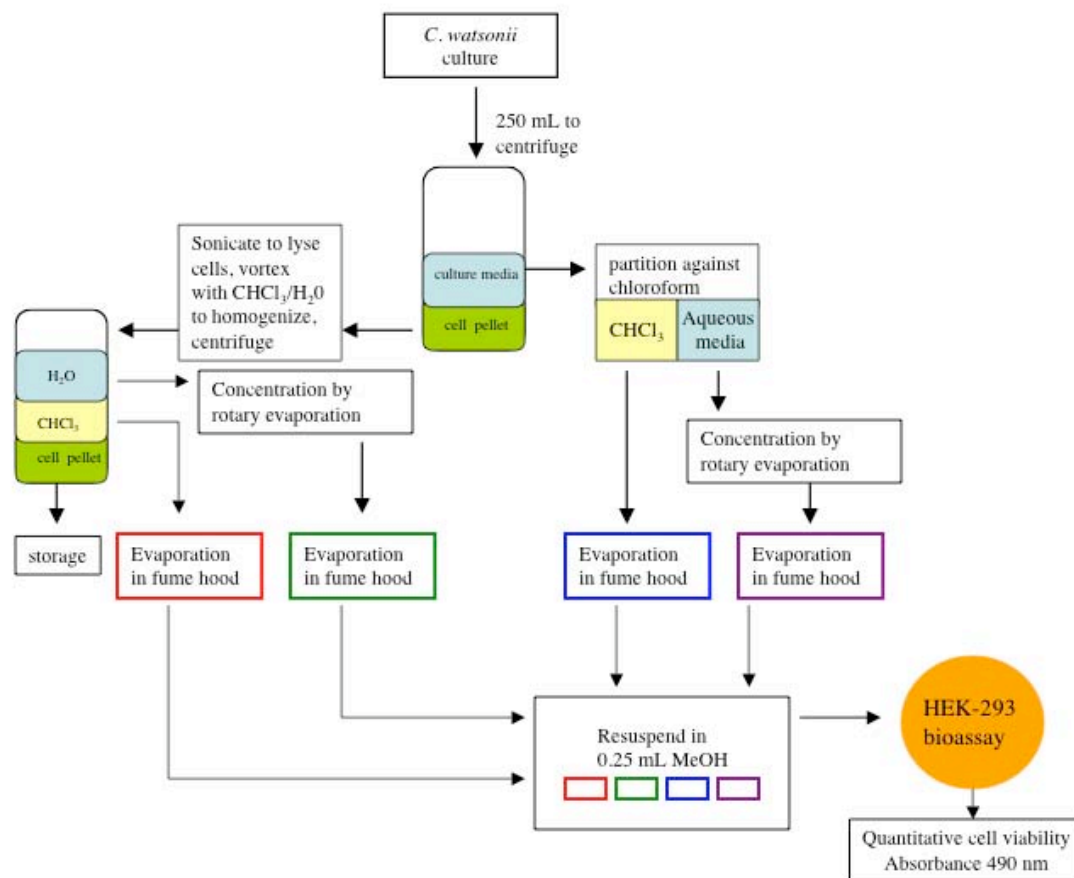 C. watsonii
culture
250 mL to
centrifuge
Sonicate to lyse
cells, vortex
with CHCl₃/H₂0
to homogenize,
centrifuge
culture media
cell pellet
partition against
chloroform
CHCl₃
Aqueous
media
H₂O
CHCl₃
cell pellet
Concentration by
rotary evaporation
Concentration by
rotary evaporation
storage
Evaporation
in fume hood
Evaporation
in fume hood
Evaporation
in fume hood
Evaporation
in fume hood
Resuspend in
0.25 mL MeOH
HEK-293
bioassay
Quantitative cell viability
Absorbance 490 nm